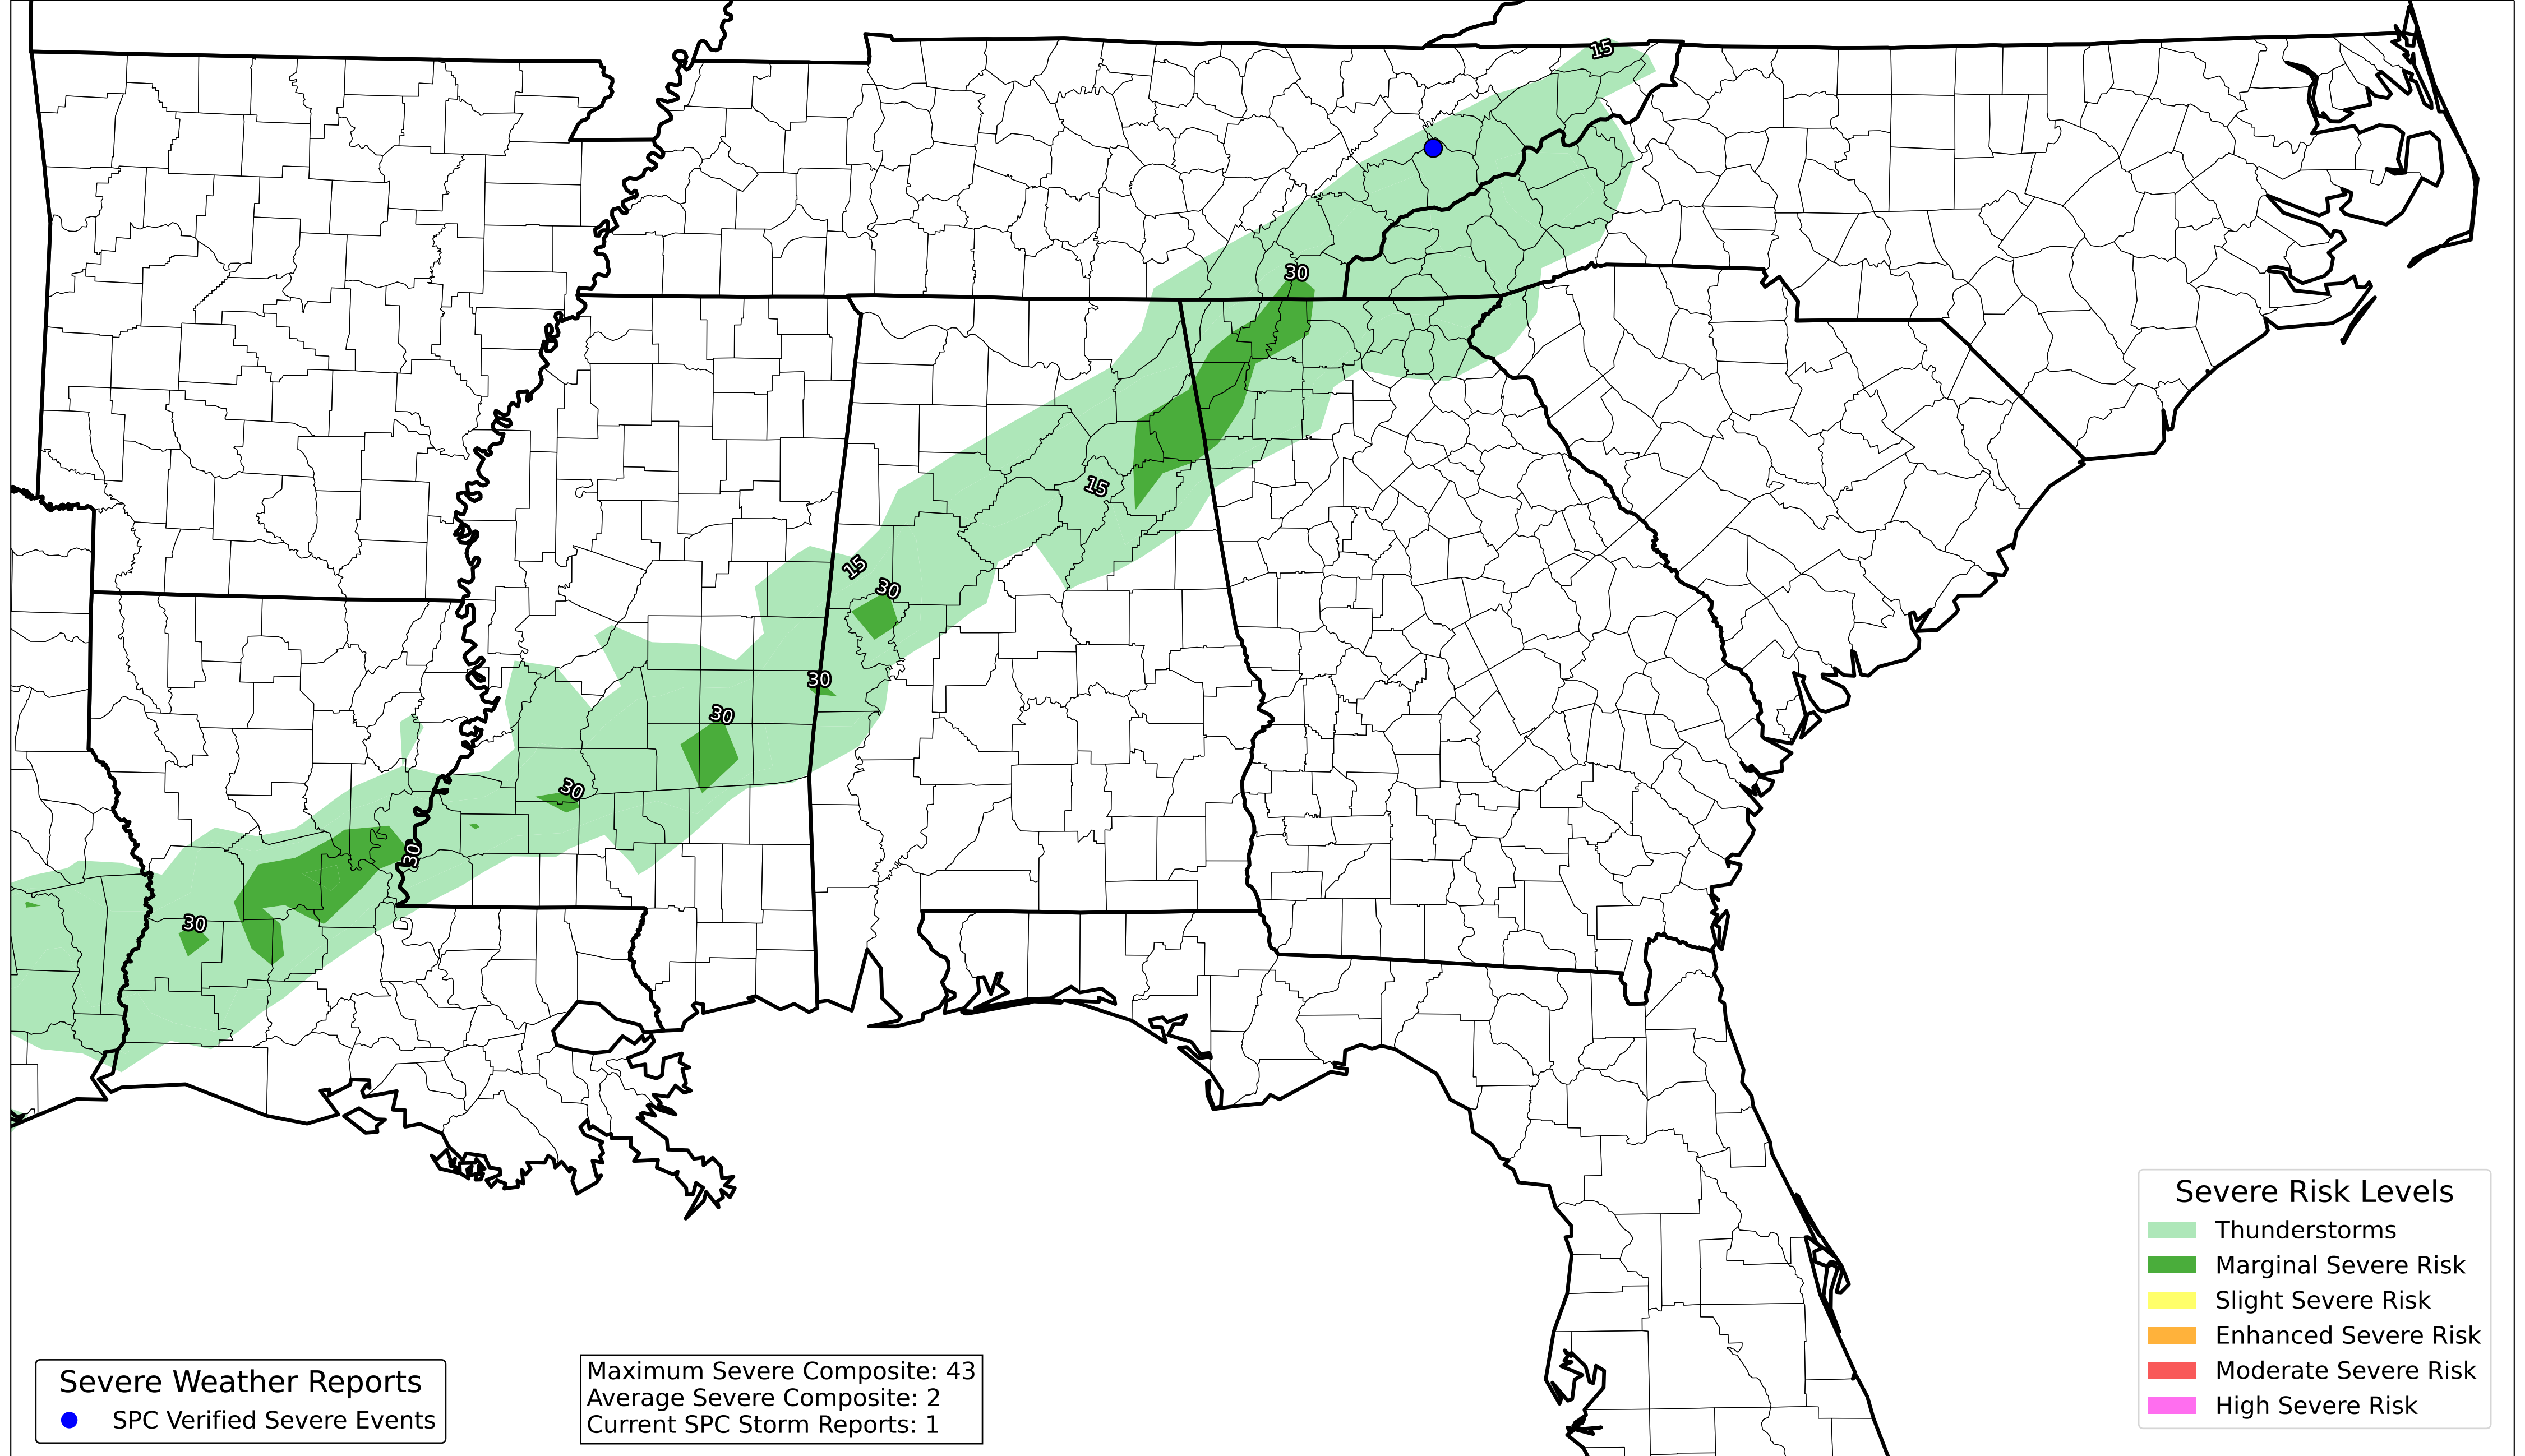 15
30
15
15
30
30
30
30
30
30
Severe Risk Levels
Thunderstorms
Marginal Severe Risk
Slight Severe Risk
Enhanced Severe Risk
Moderate Severe Risk
High Severe Risk
Severe Weather Reports
SPC Verified Severe Events
Maximum Severe Composite: 43
Average Severe Composite: 2
Current SPC Storm Reports: 1